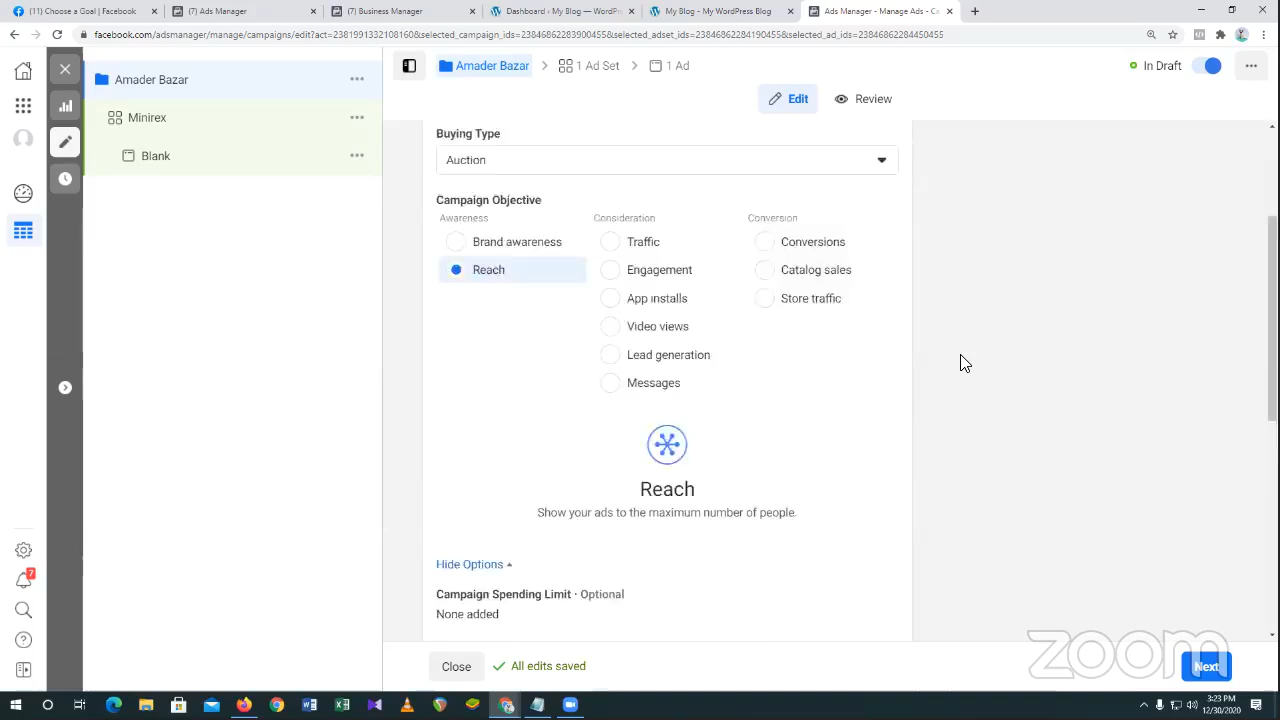 (11) Choose a Goal | Facebook
(7) Ads Manager
(7) Business Manager
Dashboard ‹ My Blog — WordPr
My Blog - My WordPress Blog
Ads Manager - Manage Ads - Ca
facebook.com/adsmanager/manage/campaigns/edit?act=238199133210816&selected_campaign_ids=23846862283900455&selected_adset_ids=23846862284190455&selected_ad_ids=23846862284450455
Amader Bazar
Amader Bazar
1 Ad Set
1 Ad
In Draft
Edit
Review
Minirex
Blank
Buying Type
Auction
Campaign Objective
Awareness
Consideration
Conversion
Brand awareness
Traffic
Conversions
Reach
Engagement
Catalog sales
App installs
Store traffic
Video views
Lead generation
Messages
Reach
Show your ads to the maximum number of people.
Hide Options
Campaign Spending Limit · Optional
None added
7
Close
All edits saved
Next
zoom
3:23 PM
12/30/2020